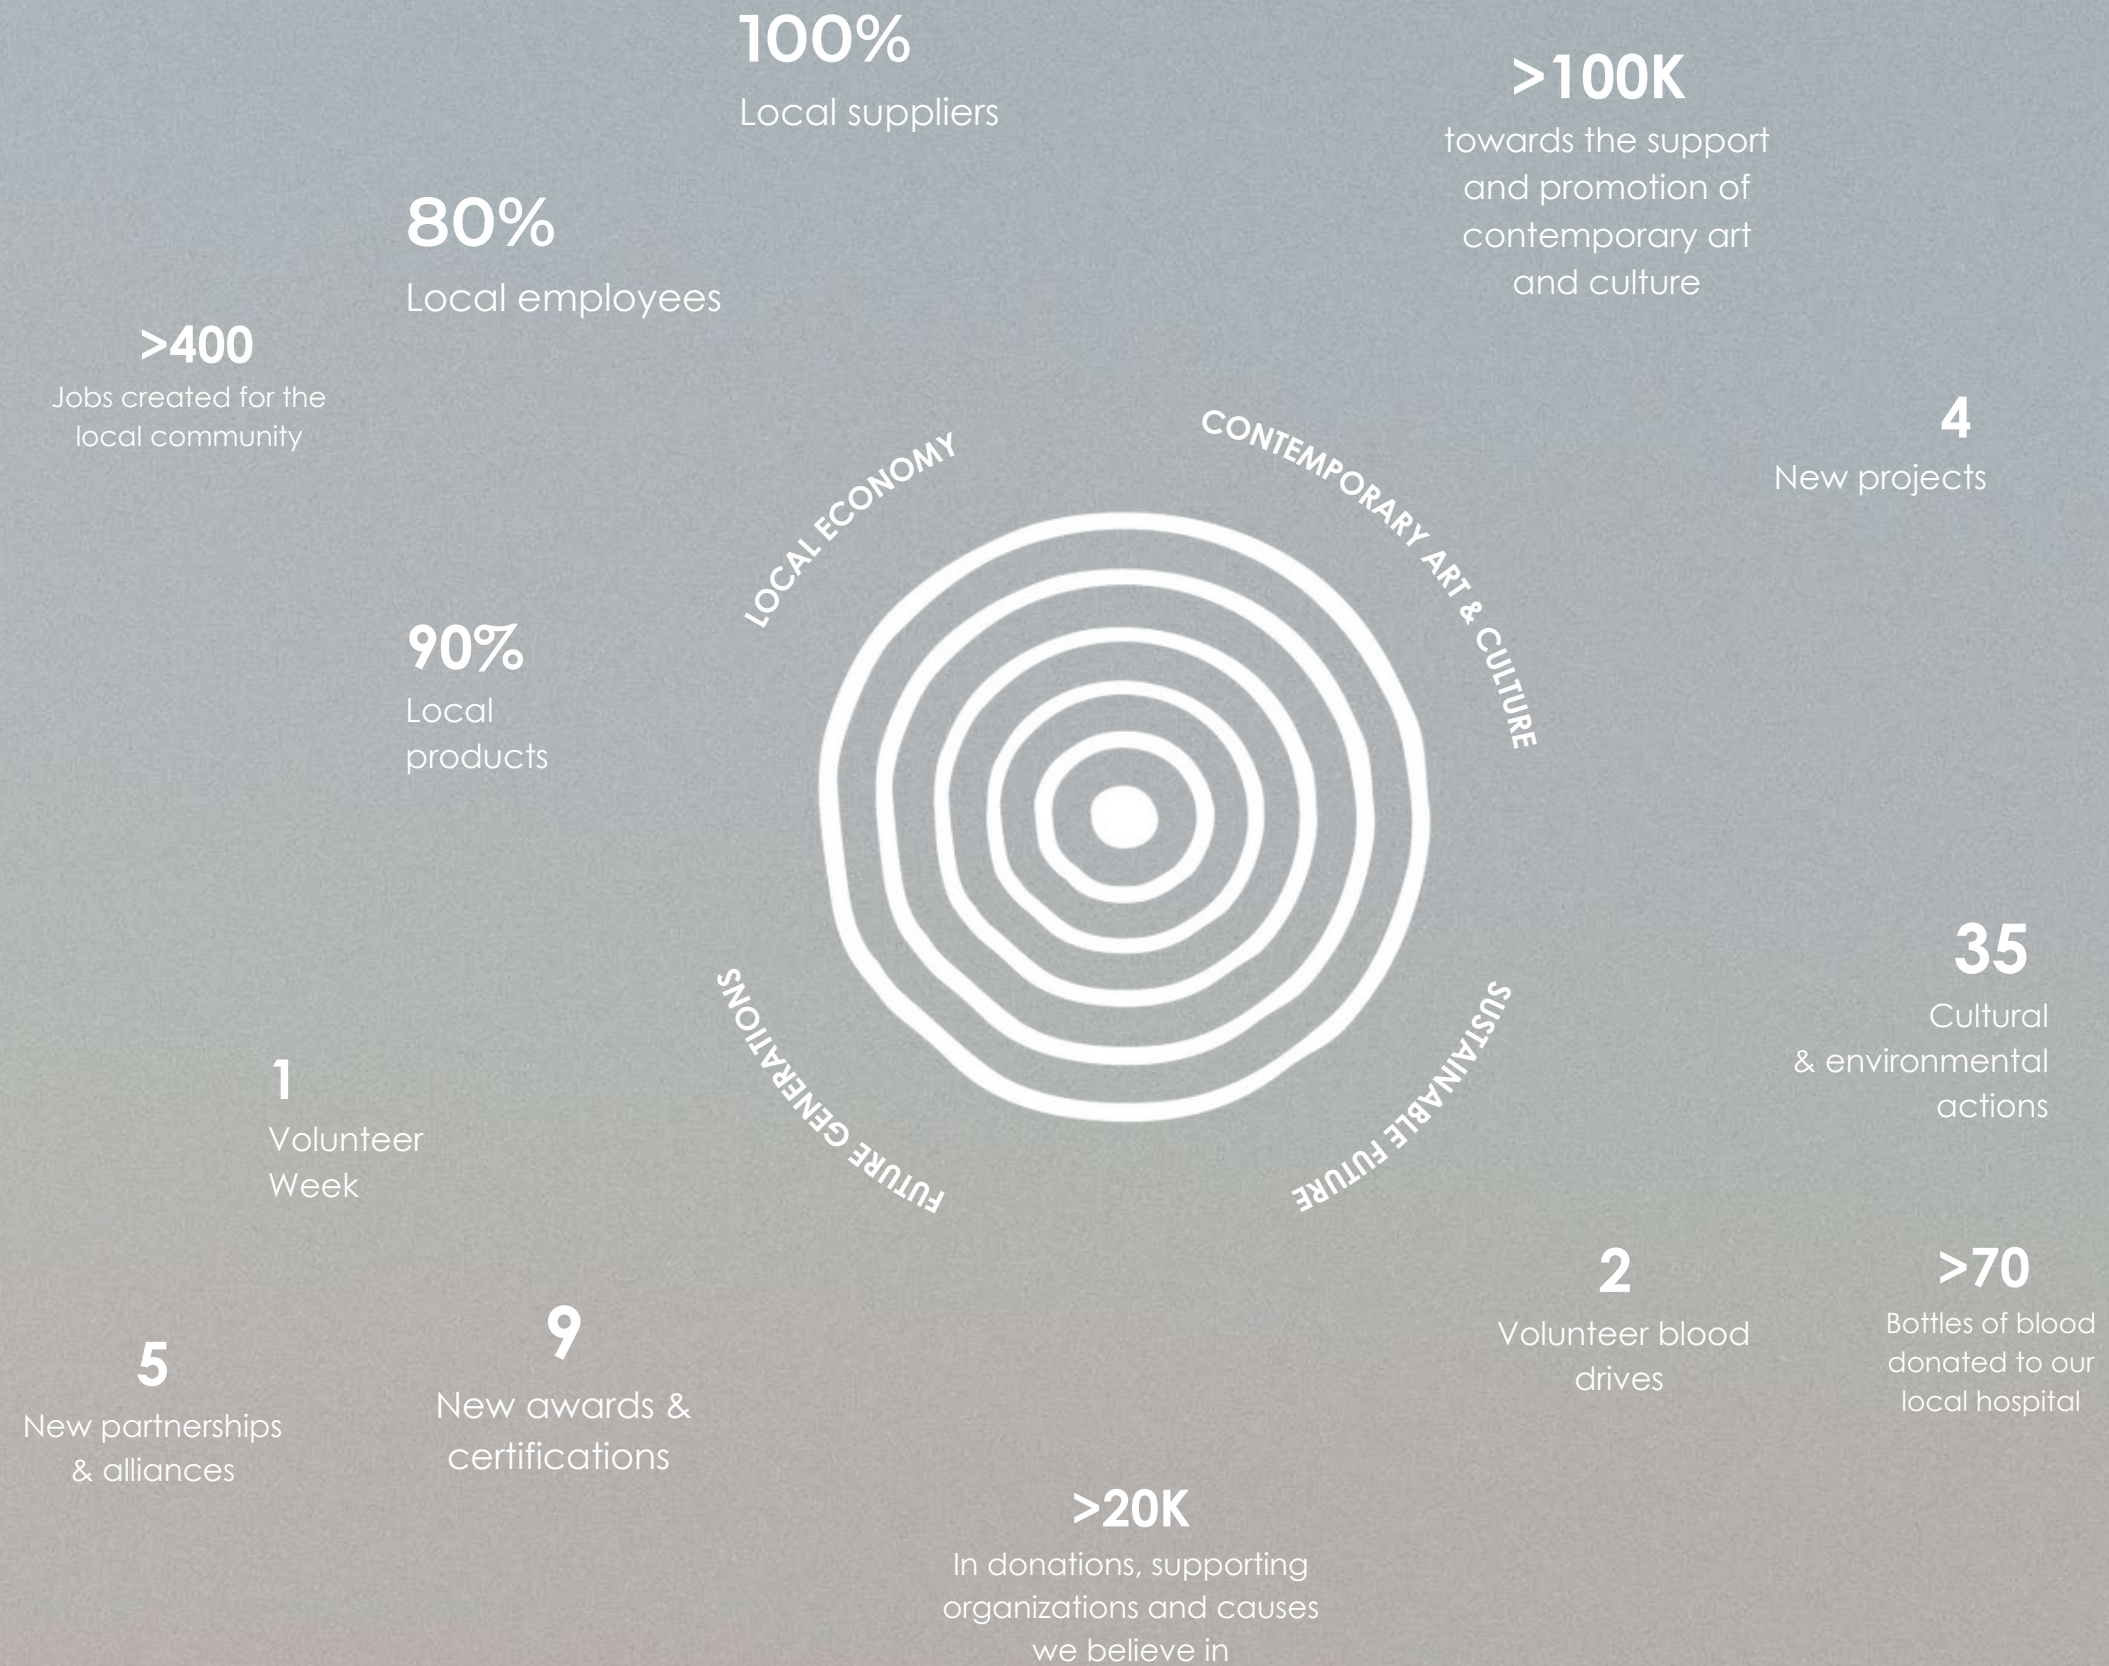 100%
Local suppliers
>100K
towards the support
and promotion of
contemporary art
and culture
80%
Local employees
>400
Jobs created for the
local community
4
New projects
LOCAL ECONOMY
CONTEMPORARY ART & CULTURE
90%
Local
products
35
Cultural
& environmental
actions
FUTURE GENERATIONS
SUSTAINABLE FUTURE
1
Volunteer
Week
2
Volunteer blood
drives
>70
Bottles of blood
donated to our
local hospital
5
New partnerships
& alliances
9
New awards &
certifications
>20K
In donations, supporting
organizations and causes
we believe in